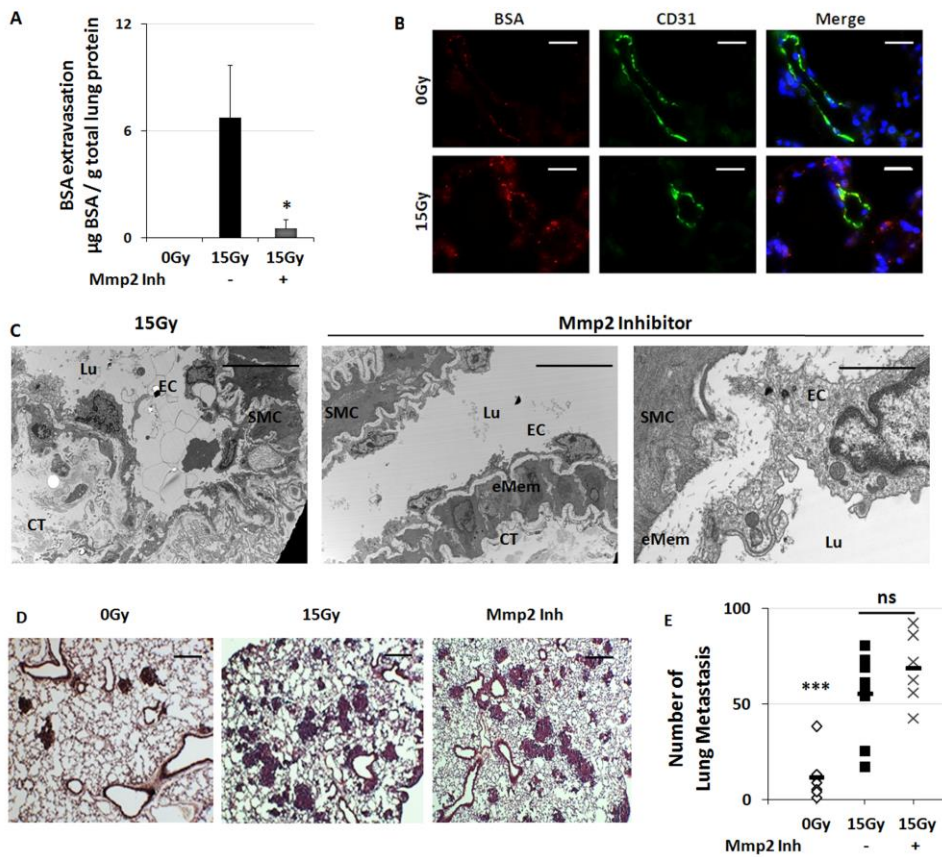 A
12
6
0
BSA extravasation
µg BSA / g total lung protein
*
0Gy 15Gy 15Gy
Mmp2 Inh - +
B
BSA CD31 Merge
0Gy
15Gy
C
15Gy
Mmp2 Inhibitor
Lu
EC
SMC
CT
SMC
Lu
EC
eMem
CT
SMC
EC
eMem
Lu
D
0Gy 15Gy Mmp2 Inh
E
ns
100
50
0
Number of
Lung Metastasis
***
0Gy 15Gy 15Gy
Mmp2 Inh - +